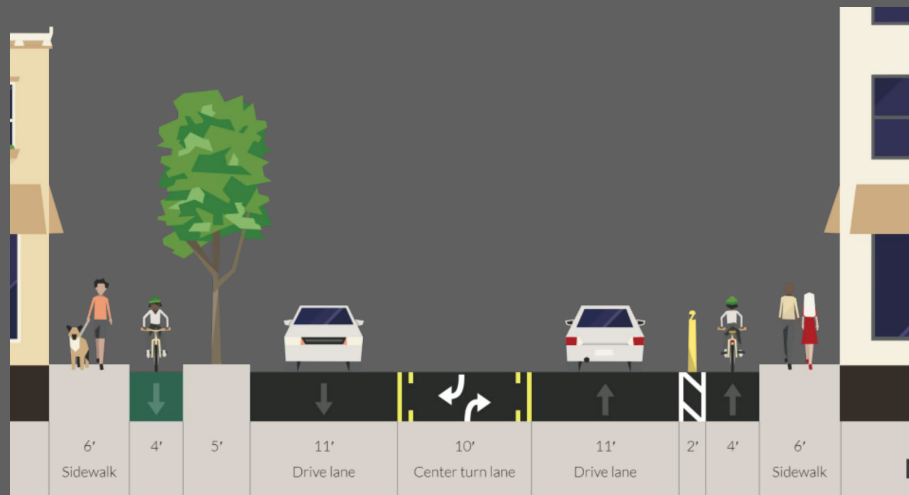 6' 4' 5' 11' 10' 11' 2' 4' 6'
Sidewalk Drive lane Center turn lane Drive lane Sidewalk